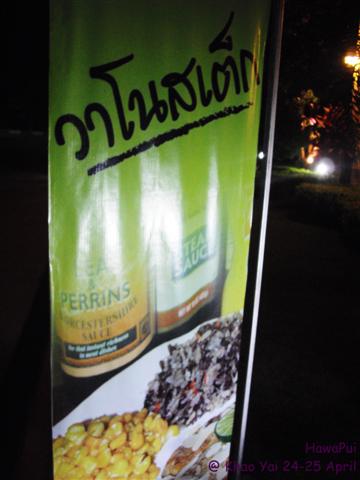 วาโนสเต็ก
LEA
&
PERRINS
WORCESTERSHIRE
SAUCE
STEAK
SAUCE
HawaPui
@ Khao Yai 24-25 April